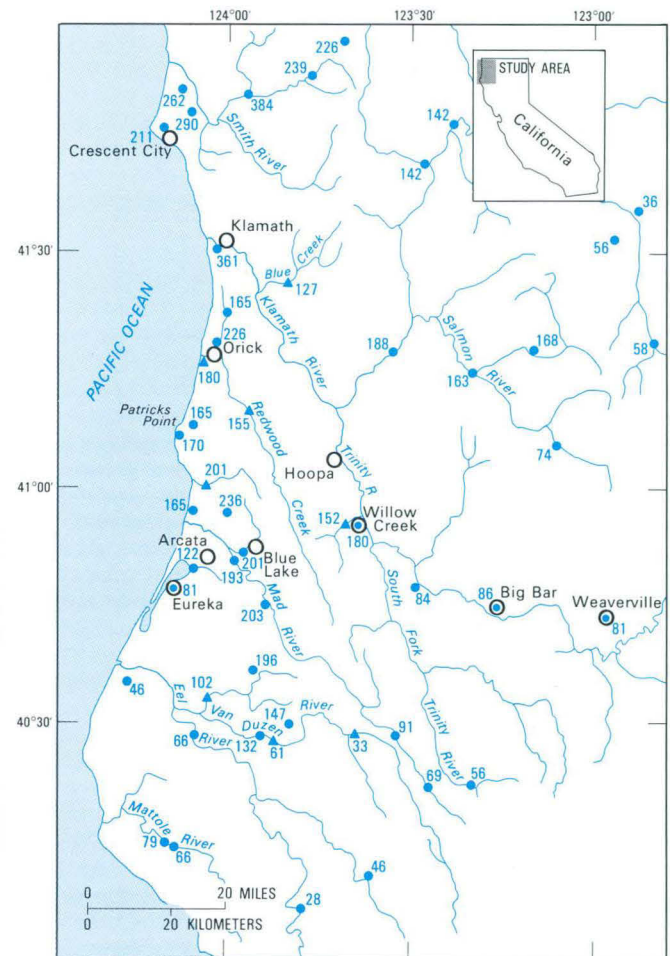 124°00'
123°30'
123°00'
226
239
262
384
290
211
Crescent City
Smith River
142
142
STUDY AREA
California
36
56
Klamath
41°30'
361
Blue Creek
127
165
Klamath River
226
Orick
188
Salmon River
168
58
163
180
PACIFIC OCEAN
Patricks Point
165
155
Redwood Creek
170
74
Hoopa
Trinity R
201
41°00'
165
236
152
Willow Creek
180
Arcata
122
Blue Lake
201
193
81
Eureka
84
86
Big Bar
Weaverville
81
203
Mad River
South Fork Trinity River
196
46
102
Eel River
Van Duzen River
147
40°30'
66
132
61
33
91
69
56
Mattole River
79
66
46
28
0 20 MILES
0 20 KILOMETERS